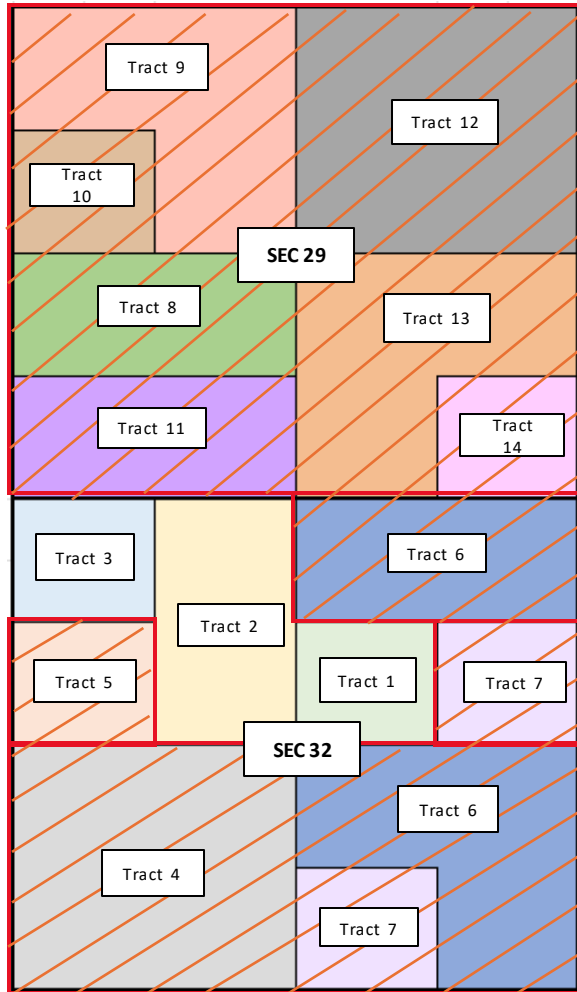 Tract 9
Tract 12
Tract
10
SEC 29
Tract 8
Tract 13
Tract 11
Tract
14
Tract 3
Tract 6
Tract 2
Tract 5
Tract 1
Tract 7
SEC 32
Tract 6
Tract 4
Tract 7